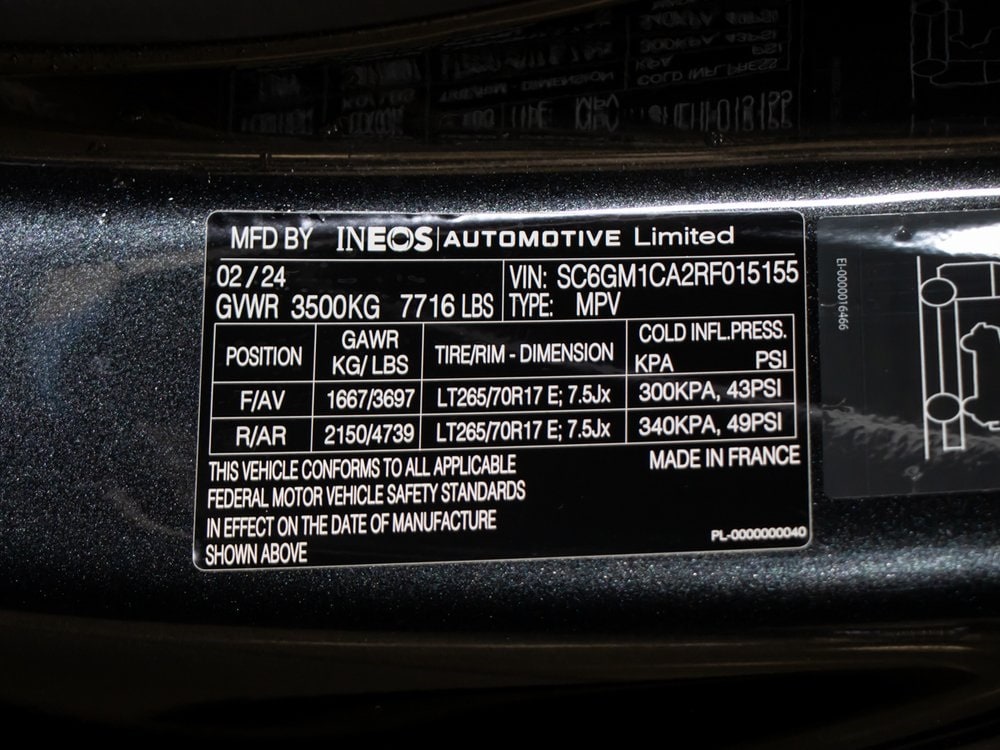 MFD BY INEOS|AUTOMOTIVE Limited
02/24 VIN: SC6GM1CA2RF015155
GVWR 3500KG 7716 LBS TYPE: MPV
POSITION GAWR KG/LBS TIRE/RIM - DIMENSION COLD INFL.PRESS. KPA PSI
F/AV 1667/3697 LT265/70R17 E; 7.5Jx 300KPA, 43PSI
R/AR 2150/4739 LT265/70R17 E; 7.5Jx 340KPA, 49PSI
THIS VEHICLE CONFORMS TO ALL APPLICABLE MADE IN FRANCE
FEDERAL MOTOR VEHICLE SAFETY STANDARDS
IN EFFECT ON THE DATE OF MANUFACTURE
SHOWN ABOVE PL-0000000040
EI-0000016466